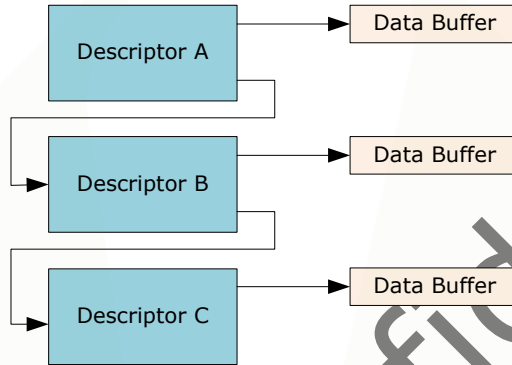 Descriptor A
Data Buffer
Descriptor B
Data Buffer
Descriptor C
Data Buffer